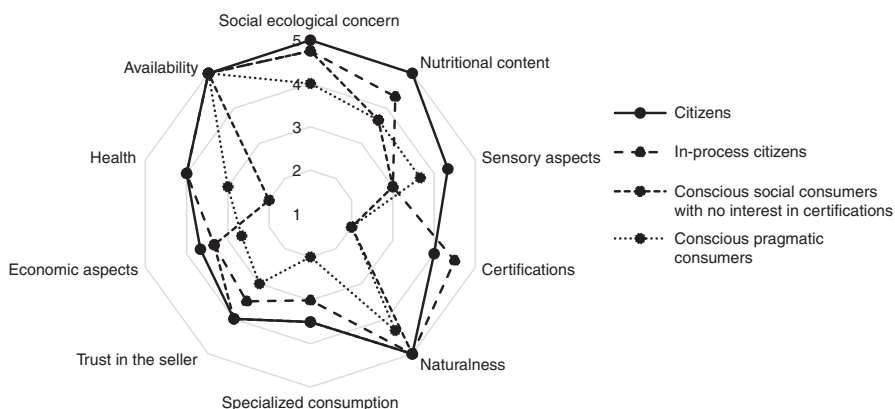 Social ecological concern
5
Availability
Nutritional content
4
3
Health
Sensory aspects
2
1
Economic aspects
Certifications
Trust in the seller
Naturalness
Specialized consumption
Citizens
In-process citizens
Conscious social consumers
with no interest in certifications
Conscious pragmatic
consumers